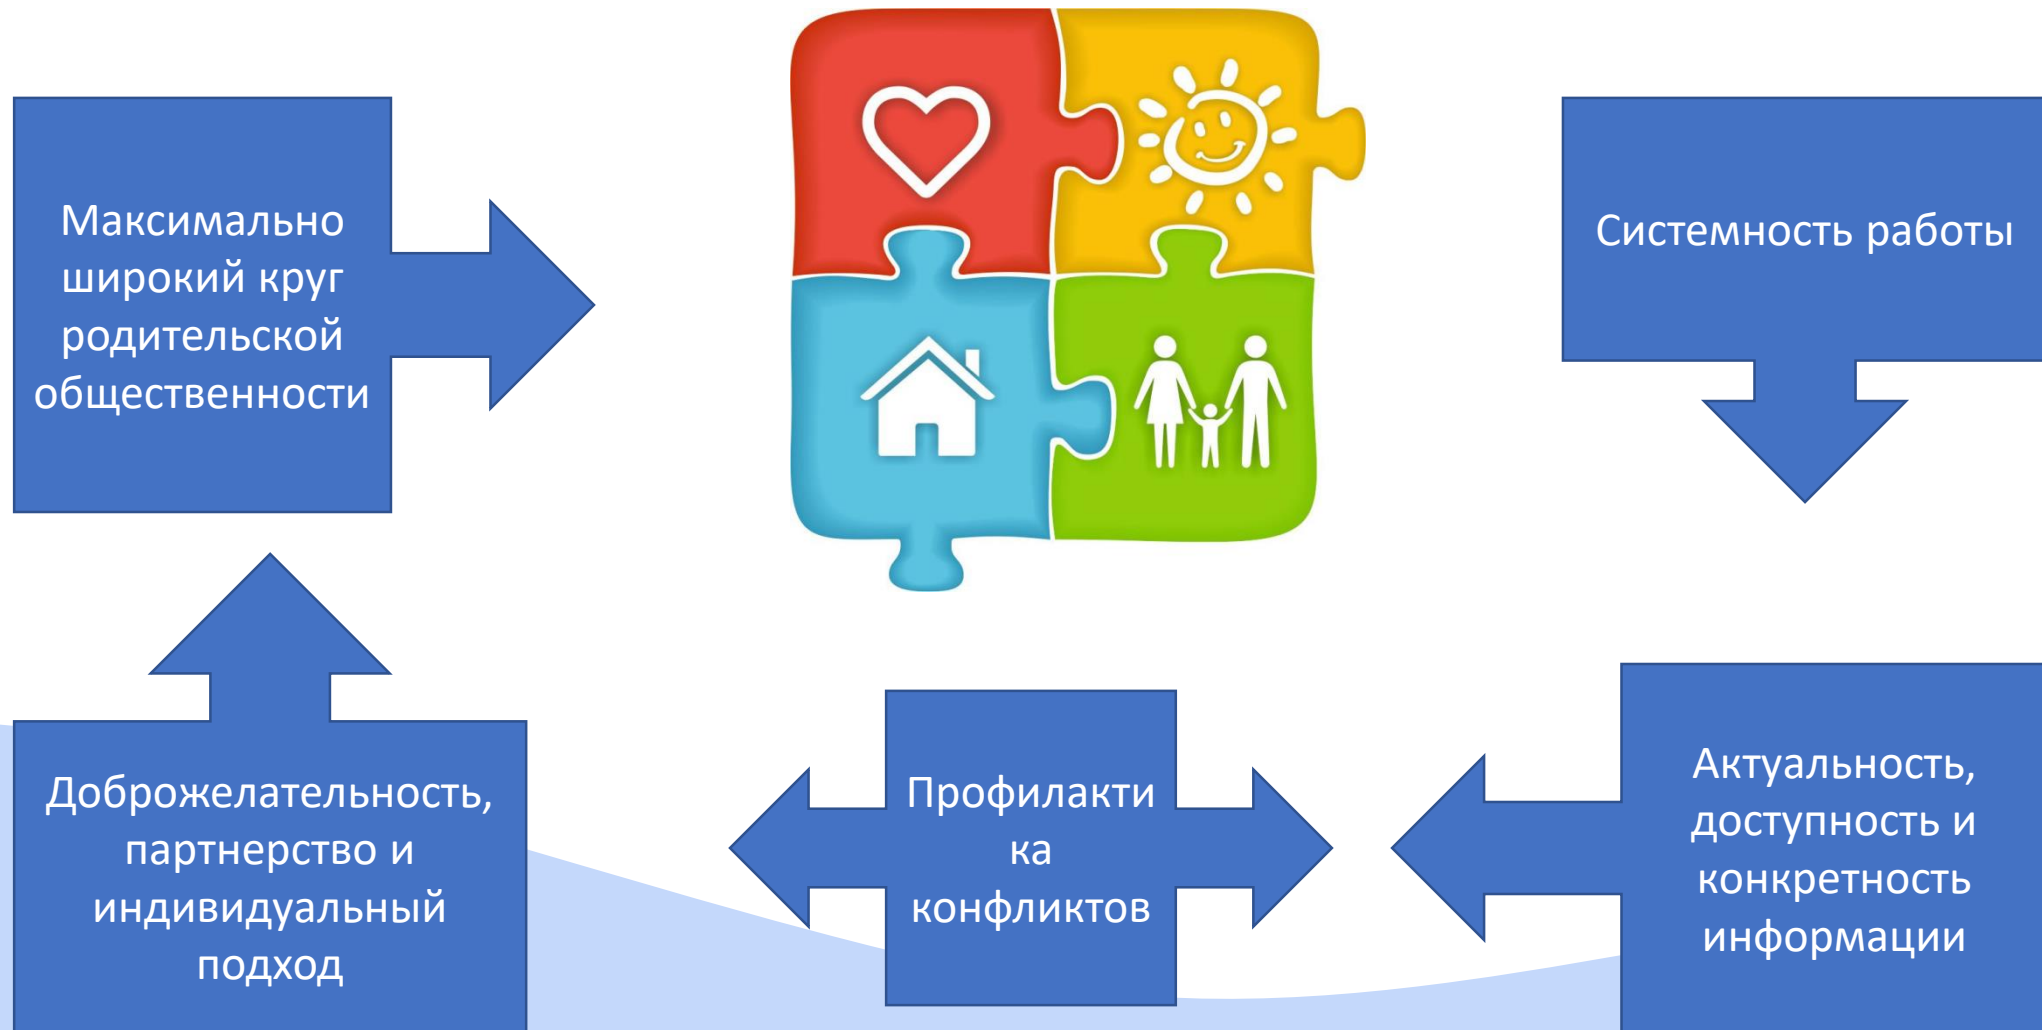 Максимально
широкий круг
родительской
общественности
Системность работы
Доброжелательность,
партнерство и
индивидуальный
подход
Профилакти
ка
конфликтов
Актуальность,
доступность и
конкретность
информации